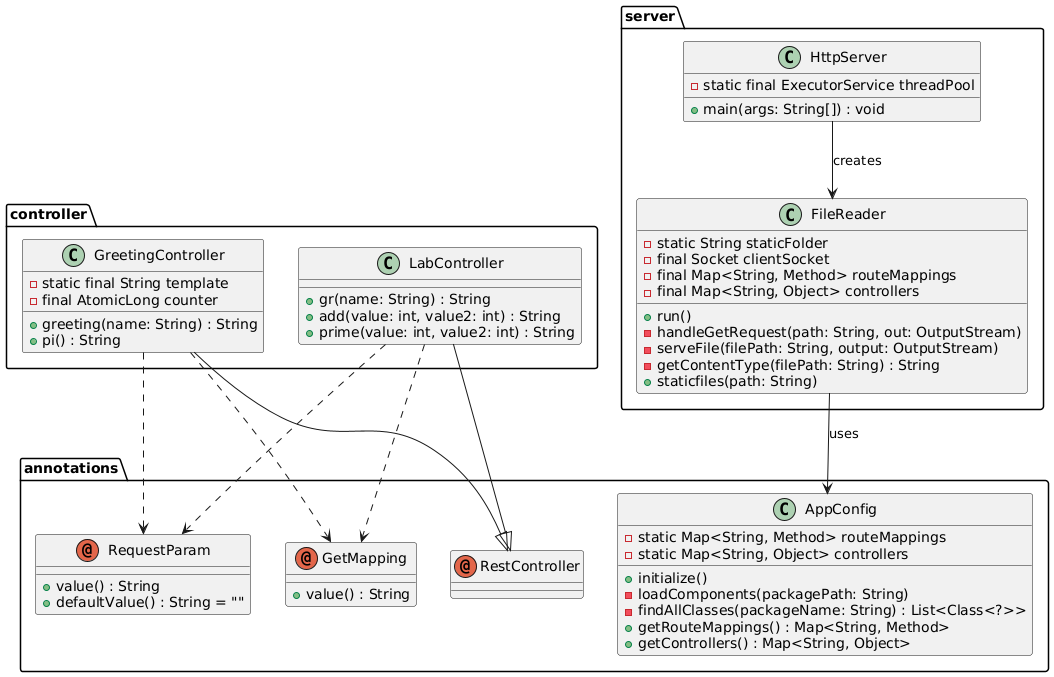 server
C HttpServer
static final ExecutorService threadPool
main(args: String[]) : void
creates
C FileReader
static String staticFolder
final Socket clientSocket
final Map<String, Method> routeMappings
final Map<String, Object> controllers
run()
handleGetRequest(path: String, out: OutputStream)
serveFile(filePath: String, output: OutputStream)
getContentType(filePath: String) : String
staticfiles(path: String)
uses
controller
C GreetingController
static final String template
final AtomicLong counter
greeting(name: String) : String
pi() : String
C LabController
gr(name: String) : String
add(value: int, value2: int) : String
prime(value: int, value2: int) : String
annotations
@ RequestParam
value() : String
defaultValue() : String = ""
@ GetMapping
value() : String
@ RestController
C AppConfig
static Map<String, Method> routeMappings
static Map<String, Object> controllers
initialize()
loadComponents(packagePath: String)
findAllClasses(packageName: String) : List<Class<?>>
getRouteMappings() : Map<String, Method>
getControllers() : Map<String, Object>